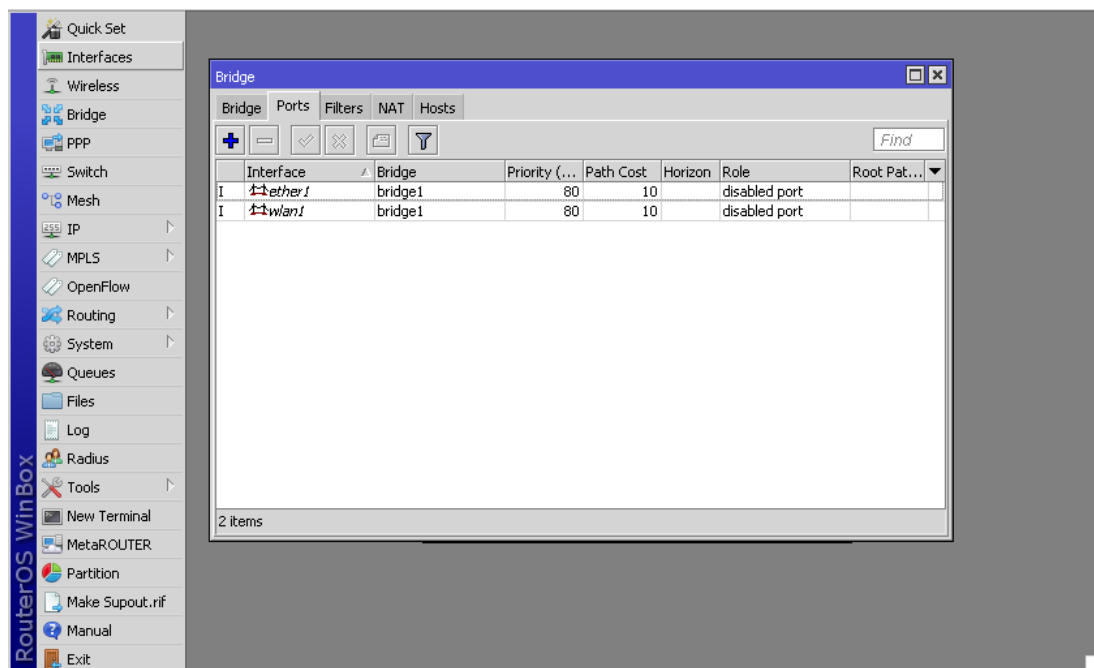 Quick Set
Interfaces
Wireless
Bridge
PPP
Switch
Mesh
255 IP
MPLS
OpenFlow
Routing
System
Queues
Files
Log
Radius
Tools
New Terminal
MetaROUTER
Partition
Make Supout.rif
Manual
Exit
RouterOS WinBox
Bridge
Bridge Ports Filters NAT Hosts
Find
Interface Bridge Priority (... Path Cost Horizon Role Root Pat...
I ether1 bridge1 80 10 disabled port
I wlan1 bridge1 80 10 disabled port
2 items